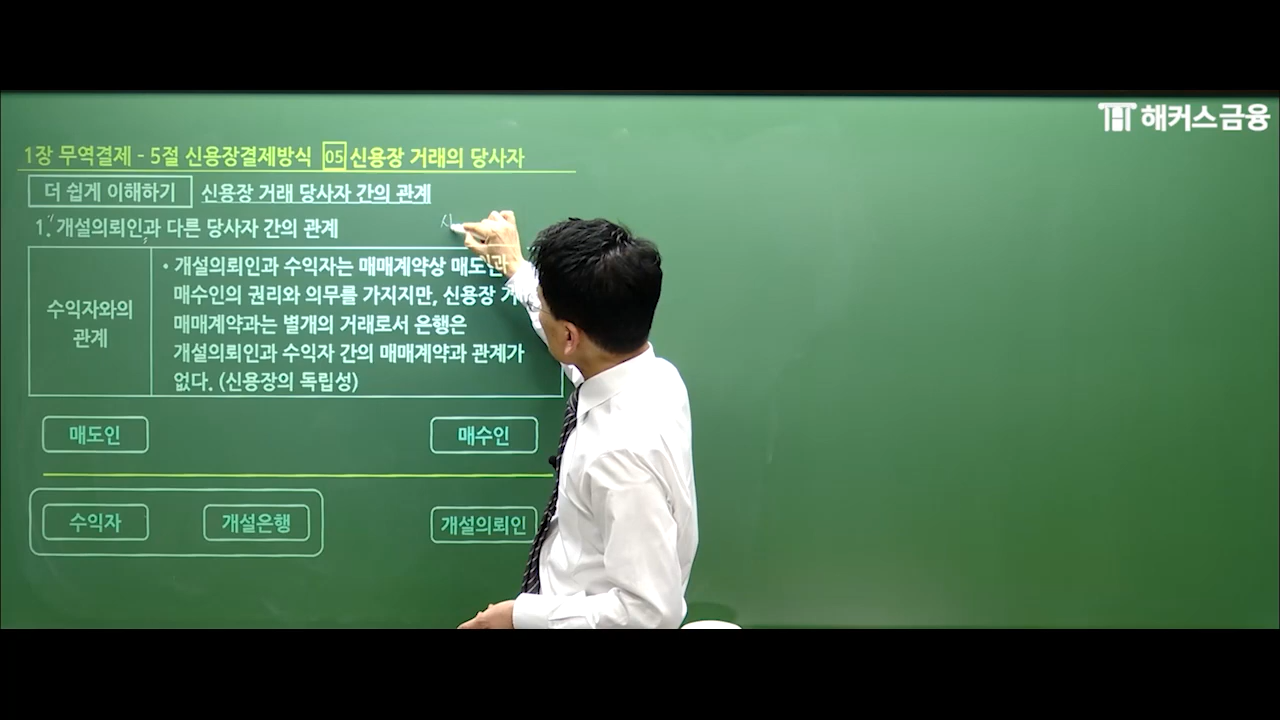 해커스금융
1장 무역결제 - 5절 신용장결제방식 05 신용장 거래의 당사자
더 쉽게 이해하기 신용장 거래 당사자 간의 관계
1. 개설의뢰인과 다른 당사자 간의 관계
수익자와의
관계
• 개설의뢰인과 수익자는 매매계약상 매도인과
매수인의 권리와 의무를 가지지만, 신용장
매매계약과는 별개의 거래로서 은행은
개설의뢰인과 수익자 간의 매매계약과 관계가
없다. (신용장의 독립성)
매도인 매수인
수익자 개설은행 개설의뢰인